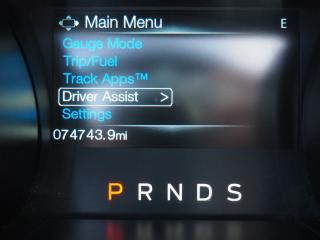 Main Menu E
Gauge Mode
Trip/Fuel
Track Apps™
Driver Assist >
Settings
074743.9mi
P R N D S